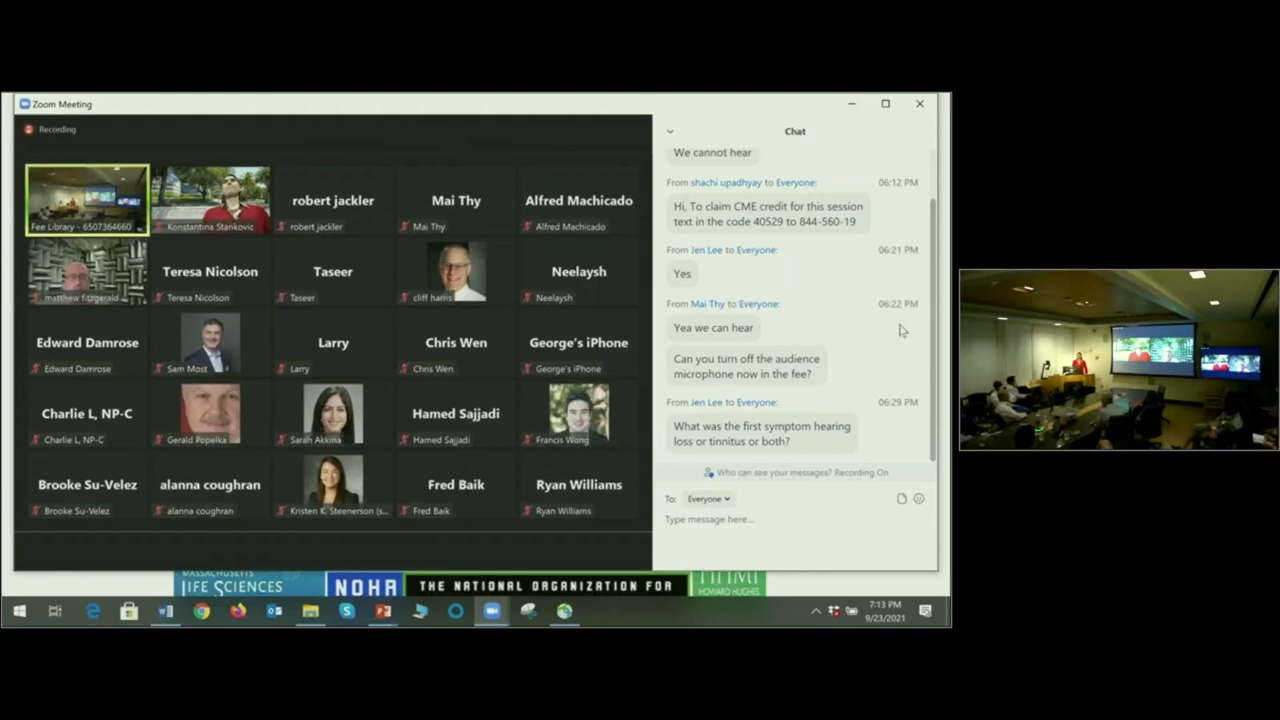 Zoom Meeting
Recording
Fee Library - 6507364660
Konstantina Stankovic
robert jackler
robert jackler
Mai Thy
Mai Thy
Alfred Machicado
Alfred Machicado
matthew fitzgerald
Teresa Nicolson
Teresa Nicolson
Taseer
Taseer
cliff harris
Neelaysh
Neelaysh
Edward Damrose
Edward Damrose
Sam Most
Larry
Larry
Chris Wen
Chris Wen
George's iPhone
George's iPhone
Charlie L, NP-C
Charlie L, NP-C
Gerald Popelka
Sarah Akkina
Hamed Sajjadi
Hamed Sajjadi
Francis Wong
Brooke Su-Velez
Brooke Su-Velez
alanna coughran
alanna coughran
Kristen K. Steenerson (s...
Fred Baik
Fred Baik
Ryan Williams
Ryan Williams
Chat
We cannot hear
From shachi upadhyay to Everyone: 06:12 PM
Hi, To claim CME credit for this session
text in the code 40529 to 844-560-19
From Jen Lee to Everyone: 06:21 PM
Yes
From Mai Thy to Everyone: 06:22 PM
Yea we can hear
Can you turn off the audience
microphone now in the fee?
From Jen Lee to Everyone: 06:29 PM
What was the first symptom hearing
loss or tinnitus or both?
Who can see your messages? Recording On
To: Everyone
Type message here...
MASSACHUSETTS
LIFE SCIENCES
NOHR
THE NATIONAL ORGANIZATION FOR
HHMI
HOWARD HUGHES
7:13 PM
9/23/2021